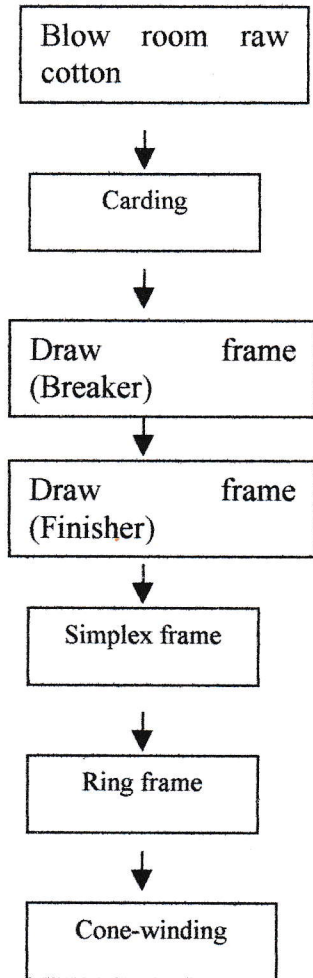 Blow room raw
cotton
Carding
Draw frame
(Breaker)
Draw frame
(Finisher)
Simplex frame
Ring frame
Cone-winding